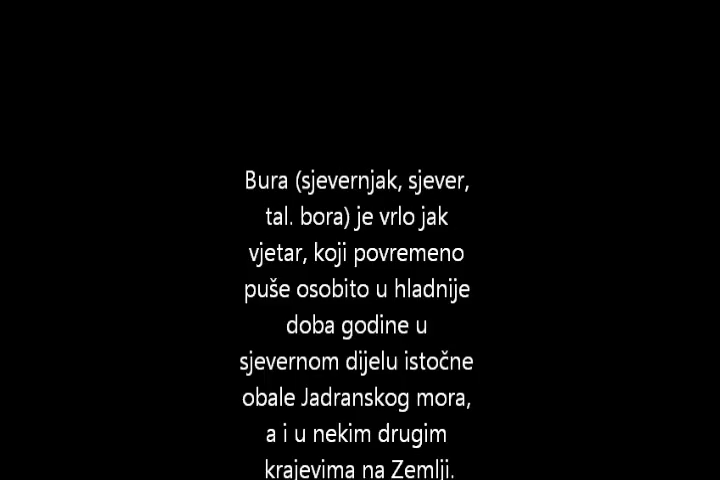 Bura (sjevernjak, sjever,
tal. bora) je vrlo jak
vjetar, koji povremeno
puše osobito u hladnije
doba godine u
sjevernom dijelu istočne
obale Jadranskog mora,
a i u nekim drugim
krajevima na Zemlji.